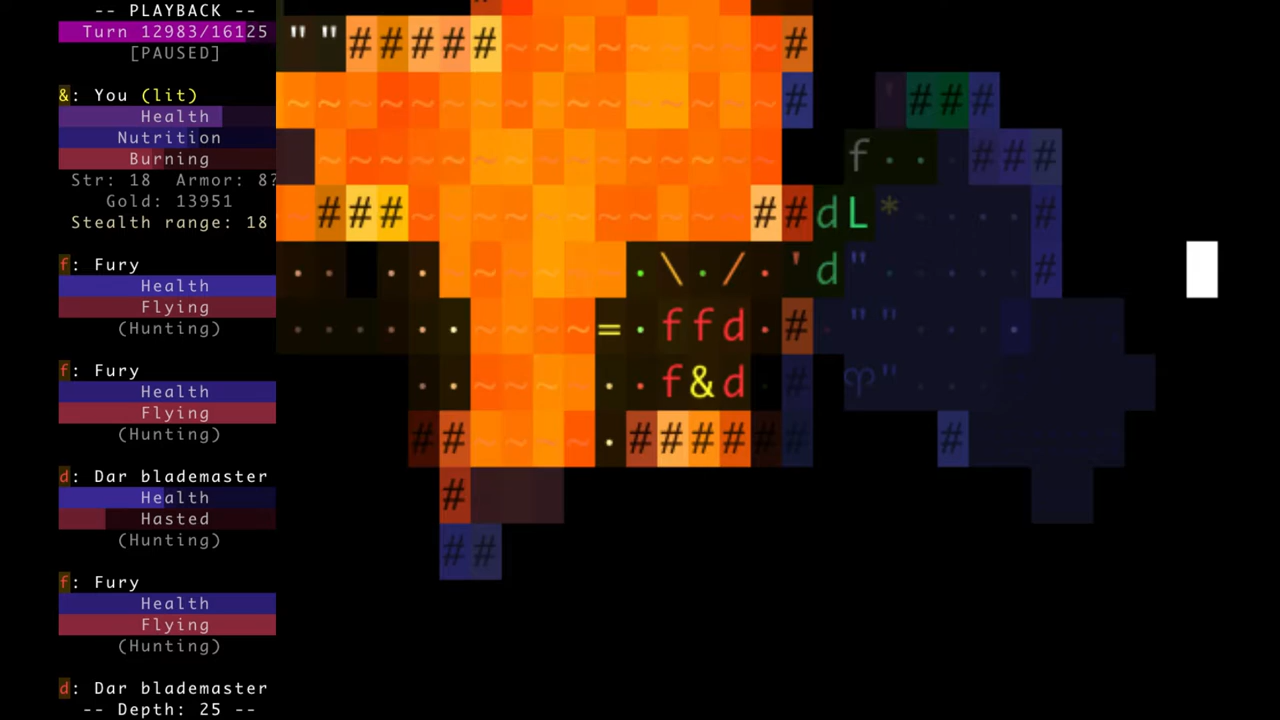 -- PLAYBACK --
Turn 12983/16125
[PAUSED]
&: You (lit)
Health
Nutrition
Burning
Str: 18 Armor: 8?
Gold: 13951
Stealth range: 18
f: Fury
Health
Flying
(Hunting)
f: Fury
Health
Flying
(Hunting)
d: Dar blademaster
Health
Hasted
(Hunting)
f: Fury
Health
Flying
(Hunting)
d: Dar blademaster
-- Depth: 25 --